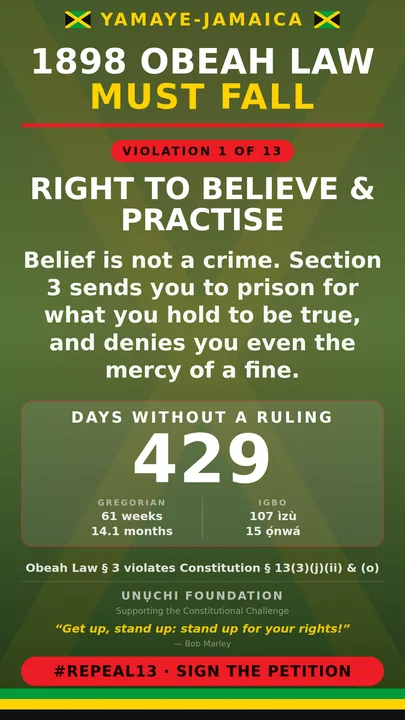 YAMAYE-JAMAICA
1898 OBEAH LAW
MUST FALL
VIOLATION 1 OF 13
RIGHT TO BELIEVE &
PRACTISE
Belief is not a crime. Section
3 sends you to prison for
what you hold to be true,
and denies you even the
mercy of a fine.
DAYS WITHOUT A RULING
429
GREGORIAN
61 weeks
14.1 months
IGBO
107 ìzù
15 ọ́nwá
Obeah Law § 3 violates Constitution § 13(3)(j)(ii) & (o)
UNỤCHI FOUNDATION
Supporting the Constitutional Challenge
“Get up, stand up: stand up for your rights!”
— Bob Marley
#REPEAL13 · SIGN THE PETITION